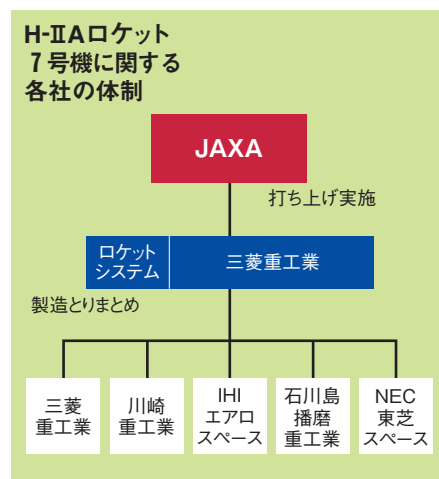 H-ⅡAロケット
7号機に関する
各社の体制
JAXA
打ち上げ実施
ロケット
システム
三菱重工業
製造とりまとめ
三菱
重工業
川崎
重工業
IHI
エアロ
スペース
石川島
播磨
重工業
NEC
東芝
スペース